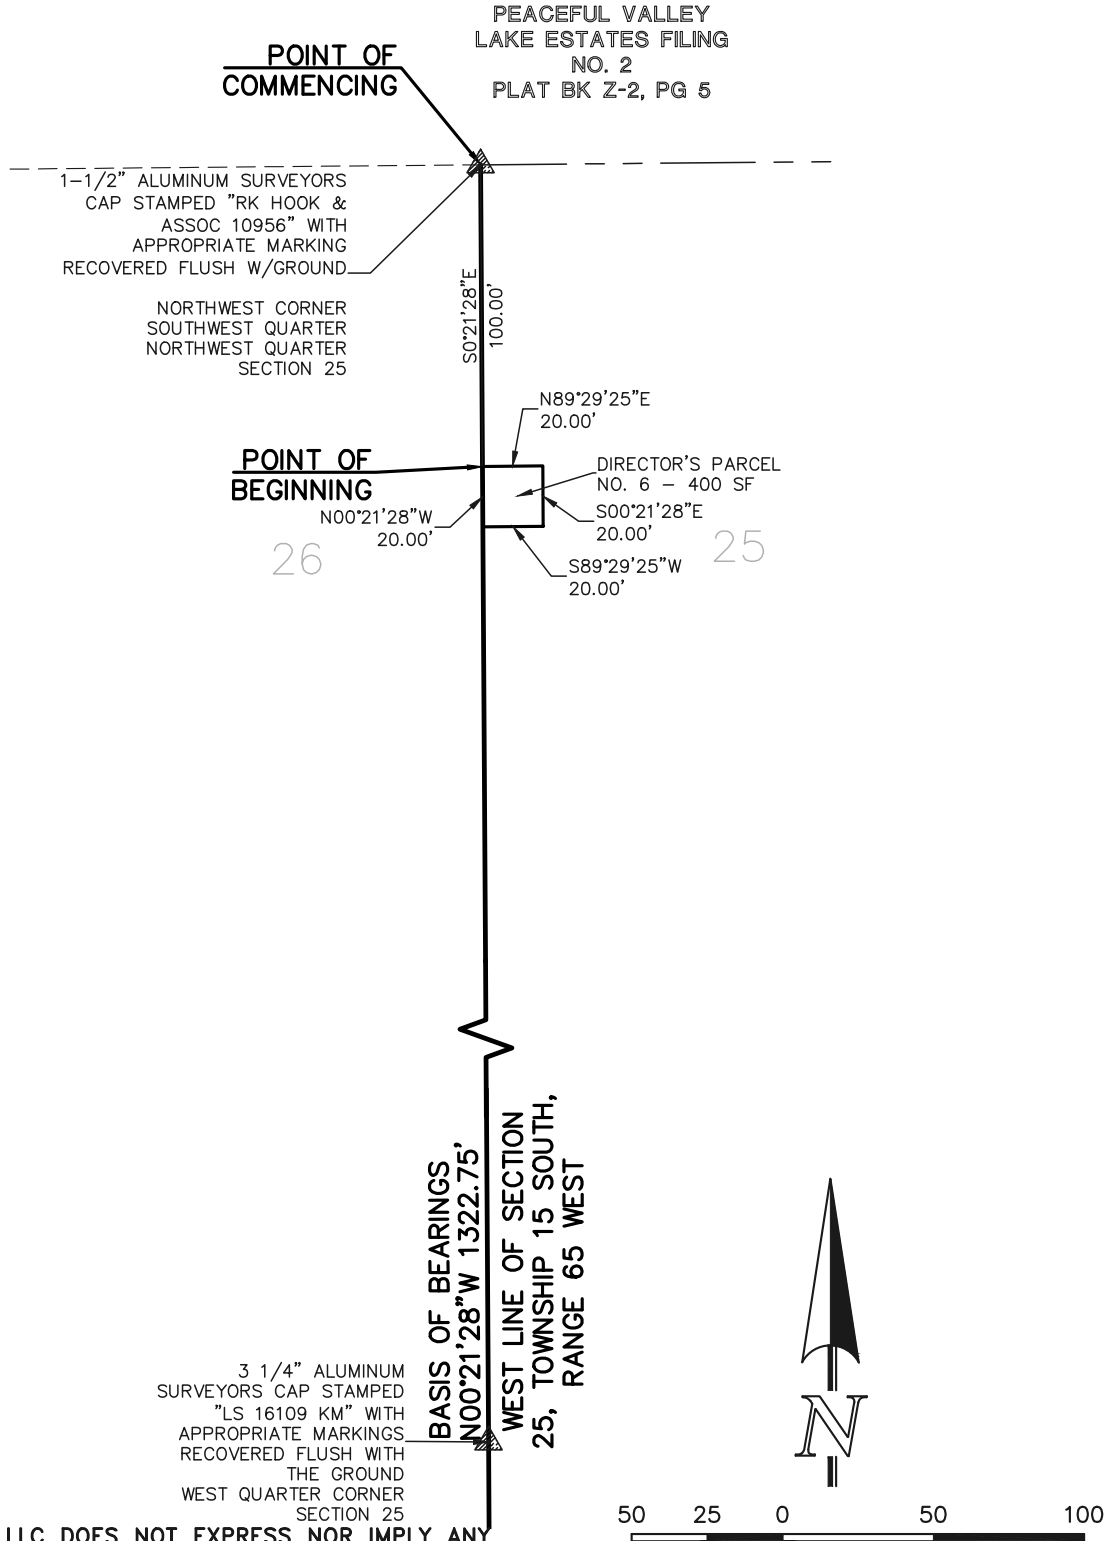 PEACEFUL VALLEY
LAKE ESTATES FILING
NO. 2
PLAT BK Z-2, PG 5
POINT OF
COMMENCING
1-1/2" ALUMINUM SURVEYORS
CAP STAMPED "RK HOOK &
ASSOC 10956" WITH
APPROPRIATE MARKING
RECOVERED FLUSH W/GROUND
NORTHWEST CORNER
SOUTHWEST QUARTER
NORTHWEST QUARTER
SECTION 25
S0°21'28"E
100.00'
N89°29'25"E
20.00'
POINT OF
BEGINNING
DIRECTOR'S PARCEL
NO. 6 - 400 SF
N00°21'28"W
20.00'
S00°21'28"E
20.00'
S89°29'25"W
20.00'
26
25
BASIS OF BEARINGS
N00°21'28"W 1322.75'
WEST LINE OF SECTION
25, TOWNSHIP 15 SOUTH,
RANGE 65 WEST
3 1/4" ALUMINUM
SURVEYORS CAP STAMPED
"LS 16109 KM" WITH
APPROPRIATE MARKINGS
RECOVERED FLUSH WITH
THE GROUND
WEST QUARTER CORNER
SECTION 25
N
50 25 0 50 100
LLC DOES NOT EXPRESS NOR IMPLY ANY